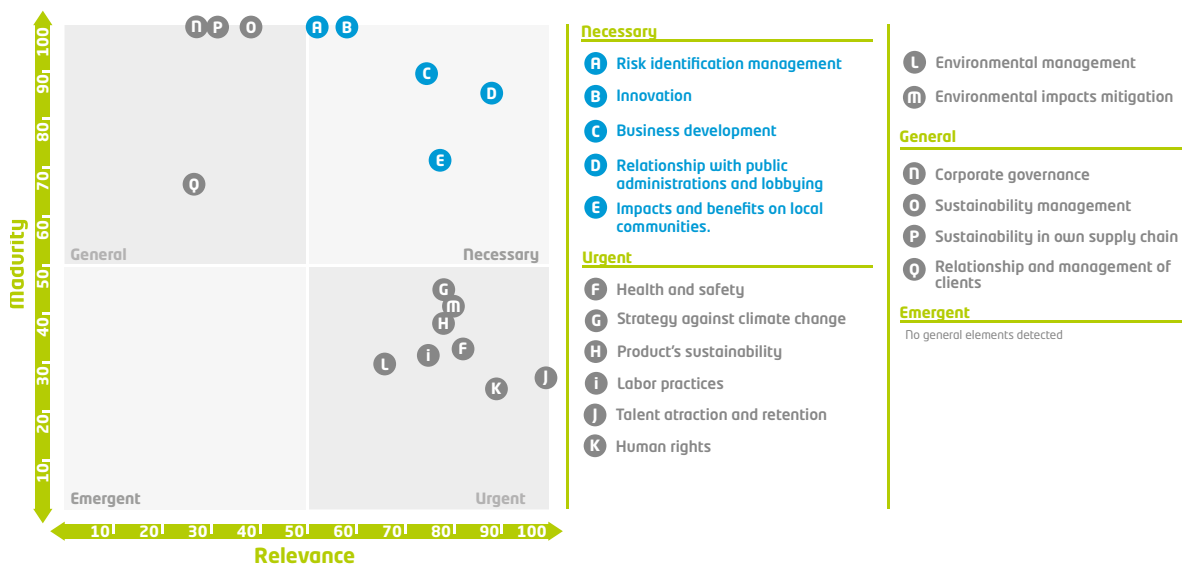 Madurity
100
90
80
70
60
50
40
30
20
10
N
P
O
A
B
C
D
E
Q
General
Necessary
G
M
H
F
i
L
J
K
Emergent
Urgent
10
20
30
40
50
60
70
80
90
100
Relevance
Necessary
A Risk identification management
B Innovation
C Business development
D Relationship with public
administrations and lobbying
E Impacts and benefits on local
communities.
Urgent
F Health and safety
G Strategy against climate change
H Product's sustainability
i Labor practices
J Talent atraction and retention
K Human rights
L Environmental management
M Environmental impacts mitigation
General
N Corporate governance
O Sustainability management
P Sustainability in own supply chain
Q Relationship and management of
clients
Emergent
No general elements detected